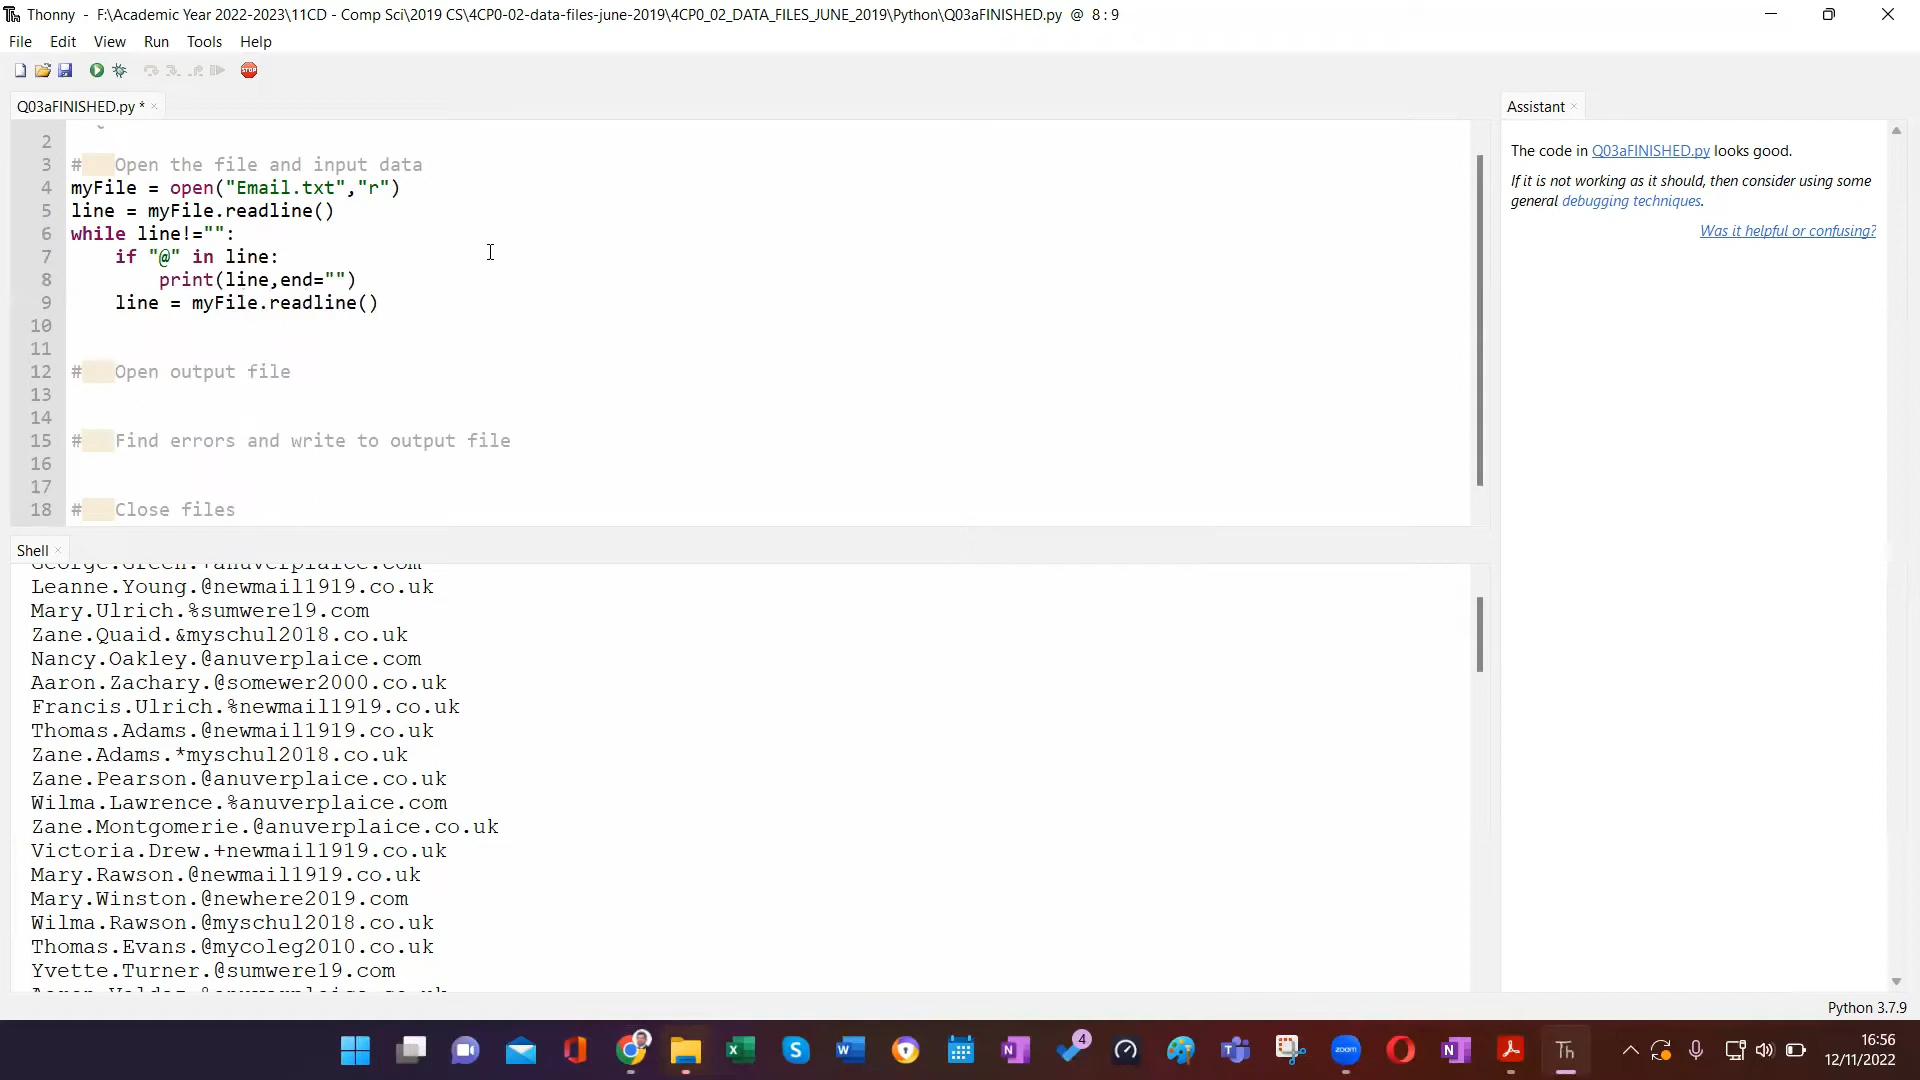 Thonny - F:\Academic Year 2022-2023\11CD - Comp Sci\2019 CS\4CP0-02-data-files-june-2019\4CP0_02_DATA_FILES_JUNE_2019\Python\Q03aFINISHED.py @ 8:9
File Edit View Run Tools Help
STOP
Q03aFINISHED.py *
2
3 # Open the file and input data
4 myFile = open("Email.txt","r")
5 line = myFile.readline()
6 while line!="":
7     if "@" in line:
8         print(line,end="")
9     line = myFile.readline()
10
11
12 # Open output file
13
14
15 # Find errors and write to output file
16
17
18 # Close files
Assistant
The code in Q03aFINISHED.py looks good.
If it is not working as it should, then consider using some
general debugging techniques.
Was it helpful or confusing?
Shell
George.Green.+anuverplaice.com
Leanne.Young.@newmail1919.co.uk
Mary.Ulrich.%sumwere19.com
Zane.Quaid.&myschul2018.co.uk
Nancy.Oakley.@anuverplaice.com
Aaron.Zachary.@somewer2000.co.uk
Francis.Ulrich.%newmail1919.co.uk
Thomas.Adams.@newmail1919.co.uk
Zane.Adams.*myschul2018.co.uk
Zane.Pearson.@anuverplaice.co.uk
Wilma.Lawrence.%anuverplaice.com
Zane.Montgomerie.@anuverplaice.co.uk
Victoria.Drew.+newmail1919.co.uk
Mary.Rawson.@newmail1919.co.uk
Mary.Winston.@newhere2019.com
Wilma.Rawson.@myschul2018.co.uk
Thomas.Evans.@mycoleg2010.co.uk
Yvette.Turner.@sumwere19.com
Python 3.7.9
4
zoom
Th
16:56
12/11/2022